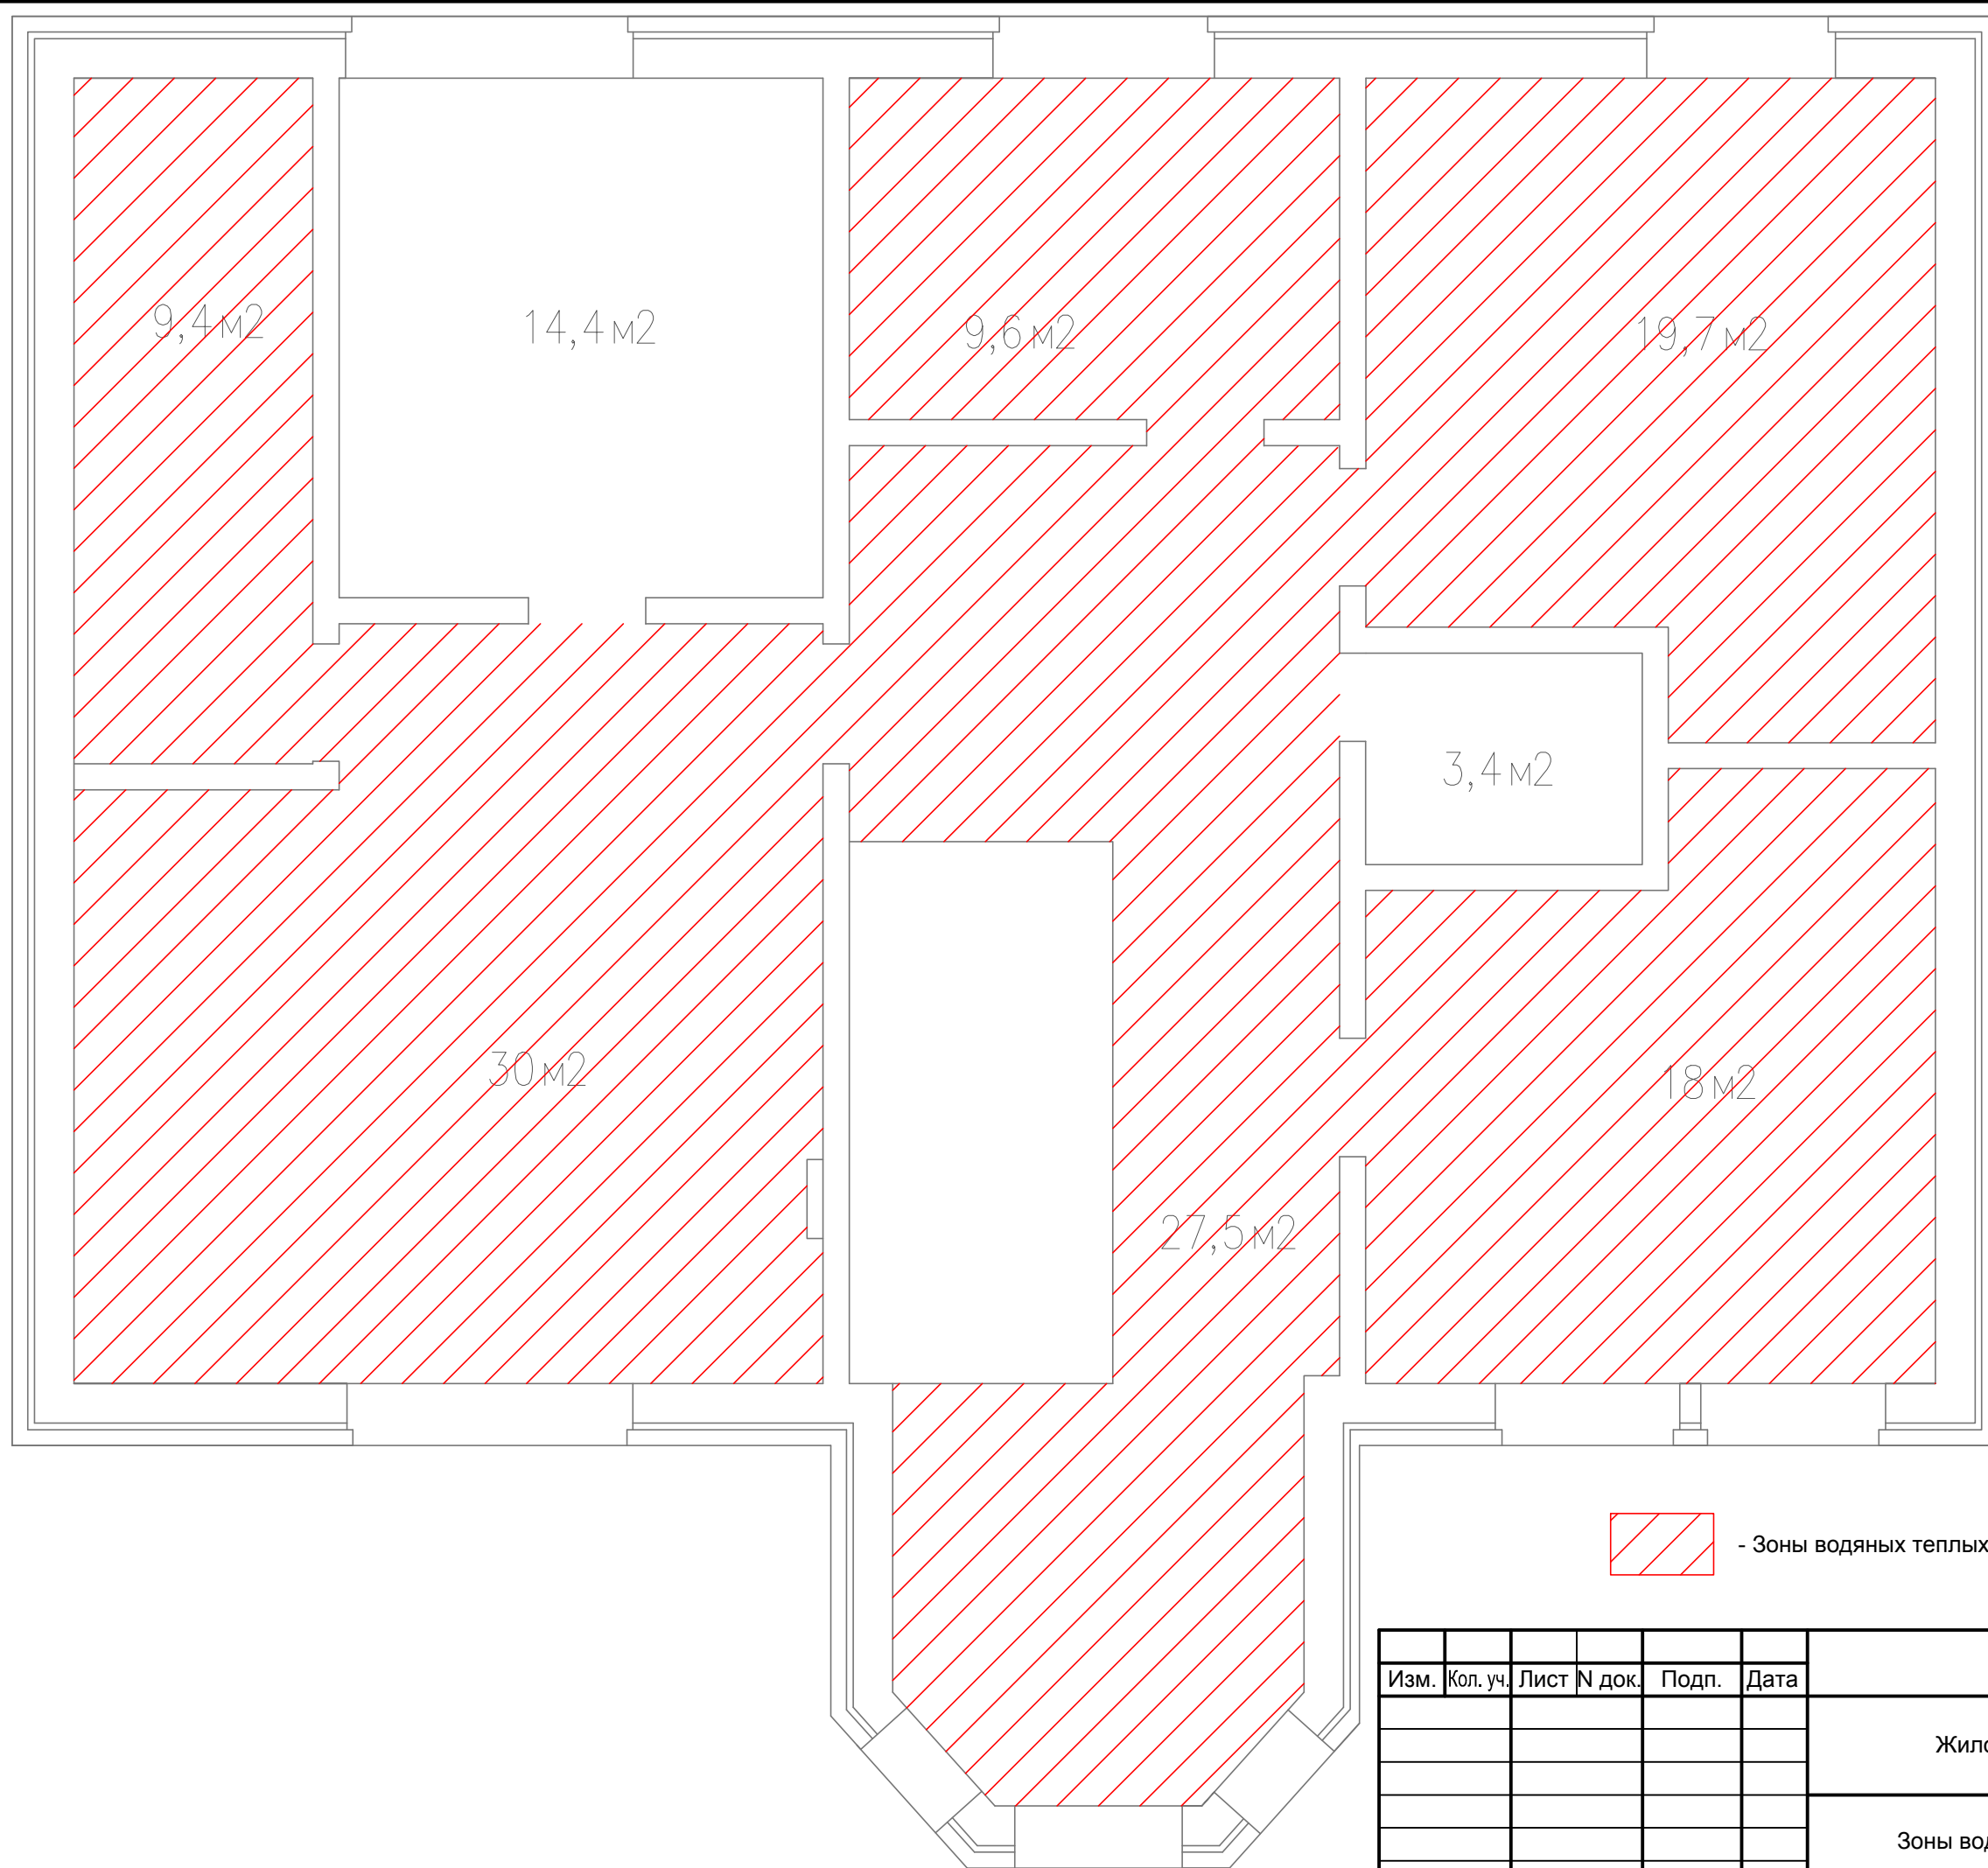 9,4м2
14,4м2
9,6м2
19,7м2
3,4м2
30м2
18м2
27,5м2
- Зоны водяных теплых
Изм. Кол. уч. Лист N док. Подп. Дата
Зоны